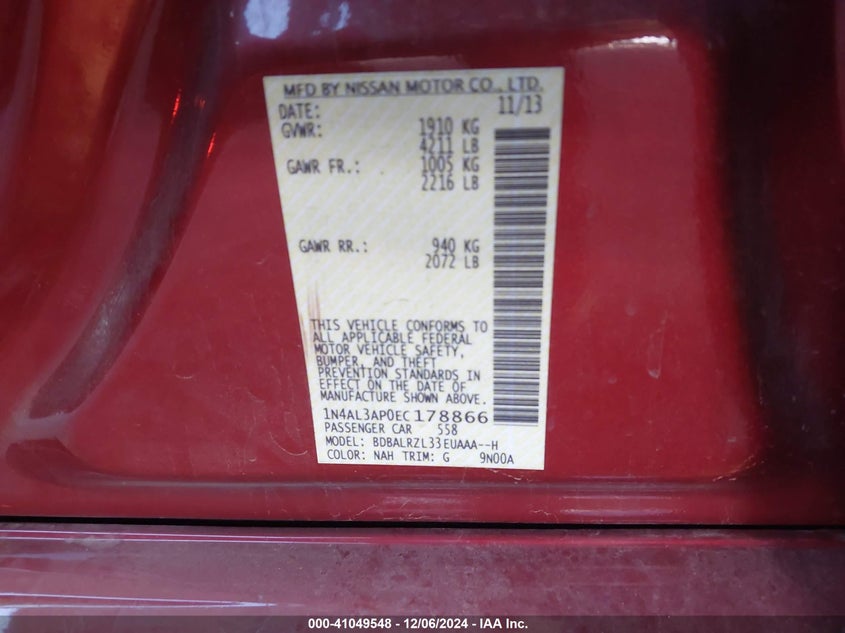 MFD BY NISSAN MOTOR CO., LTD.
DATE: 11/13
GVWR: 1910 KG
4211 LB
GAWR FR.: 1005 KG
2216 LB
GAWR RR.: 940 KG
2072 LB
THIS VEHICLE CONFORMS TO
ALL APPLICABLE FEDERAL
MOTOR VEHICLE SAFETY,
BUMPER, AND THEFT
PREVENTION STANDARDS IN
EFFECT ON THE DATE OF
MANUFACTURE SHOWN ABOVE.
1N4AL3AP0EC178866
PASSENGER CAR 558
MODEL: BDBALRZL33EUAAA--H
COLOR: NAH TRIM: G 9N00A
000-41049548 - 12/06/2024 - IAA Inc.